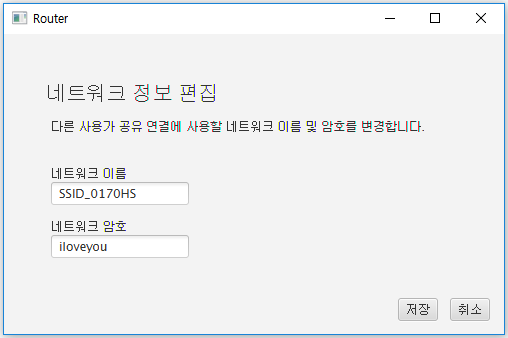 Router
네트워크 정보 편집
다른 사용가 공유 연결에 사용할 네트워크 이름 및 암호를 변경합니다.
네트워크 이름
SSID_0170HS
네트워크 암호
iloveyou
저장 취소